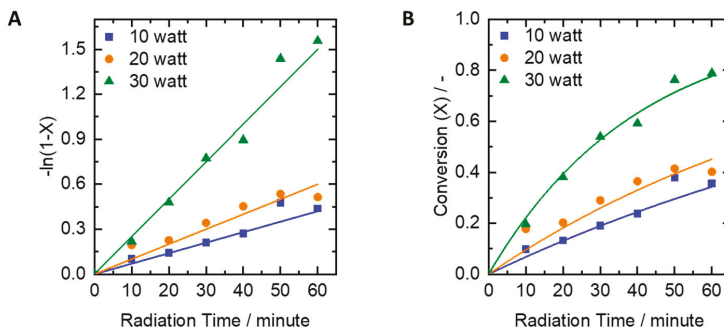 A
-ln(1-X)
1.5
1.2
0.9
0.6
0.3
0.0
10 watt
20 watt
30 watt
0 10 20 30 40 50 60
Radiation Time / minute
B
Conversion (X) / -
1.0
0.8
0.6
0.4
0.2
0.0
10 watt
20 watt
30 watt
0 10 20 30 40 50 60
Radiation Time / minute